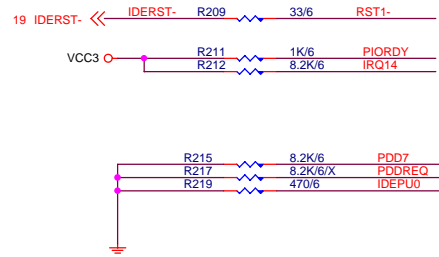 19 IDERST- IDERST- R209 33/6 RST1-
VCC3 R211 1K/6 PIORDY
R212 8.2K/6 IRQ14
R215 8.2K/6 PDD7
R217 8.2K/6/X PDDREQ
R219 470/6 IDEPU0